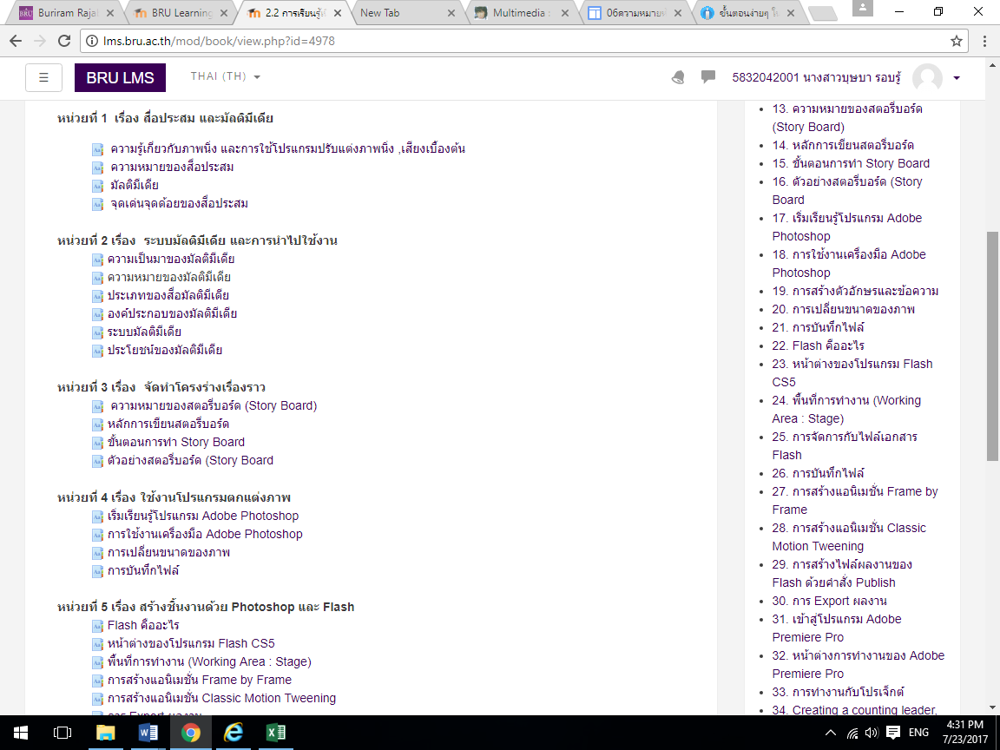 Buriram Rajal
BRU Learning
2.2 การเรียนรู้ห
New Tab
Multimedia :
06ความหมายข
ขั้นตอนง่ายๆ ใ
lms.bru.ac.th/mod/book/view.php?id=4978
BRU LMS
THAI (TH)
5832042001 นางสาวบุษบา รอบรู้
หน่วยที่ 1 เรื่อง สื่อประสม และมัลติมีเดีย
ความรู้เกี่ยวกับภาพนิ่ง และการใช้โปรแกรมปรับแต่งภาพนิ่ง ,เสียงเบื้องต้น
ความหมายของสื่อประสม
มัลติมีเดีย
จุดเด่นจุดด้อยของสื่อประสม
หน่วยที่ 2 เรื่อง ระบบมัลติมีเดีย และการนำไปใช้งาน
ความเป็นมาของมัลติมีเดีย
ความหมายของมัลติมีเดีย
ประเภทของสื่อมัลติมีเดีย
องค์ประกอบของมัลติมีเดีย
ระบบมัลติมีเดีย
ประโยชน์ของมัลติมีเดีย
หน่วยที่ 3 เรื่อง จัดทำโครงร่างเรื่องราว
ความหมายของสตอรี่บอร์ด (Story Board)
หลักการเขียนสตอรี่บอร์ด
ขั้นตอนการทำ Story Board
ตัวอย่างสตอรี่บอร์ด (Story Board
หน่วยที่ 4 เรื่อง ใช้งานโปรแกรมตกแต่งภาพ
เริ่มเรียนรู้โปรแกรม Adobe Photoshop
การใช้งานเครื่องมือ Adobe Photoshop
การเปลี่ยนขนาดของภาพ
การบันทึกไฟล์
หน่วยที่ 5 เรื่อง สร้างชิ้นงานด้วย Photoshop และ Flash
Flash คืออะไร
หน้าต่างของโปรแกรม Flash CS5
พื้นที่การทำงาน (Working Area : Stage)
การสร้างแอนิเมชั่น Frame by Frame
การสร้างแอนิเมชั่น Classic Motion Tweening
การ Export ผลงาน
13. ความหมายของสตอรี่บอร์ด
(Story Board)
14. หลักการเขียนสตอรี่บอร์ด
15. ขั้นตอนการทำ Story Board
16. ตัวอย่างสตอรี่บอร์ด (Story
Board
17. เริ่มเรียนรู้โปรแกรม Adobe
Photoshop
18. การใช้งานเครื่องมือ Adobe
Photoshop
19. การสร้างตัวอักษรและข้อความ
20. การเปลี่ยนขนาดของภาพ
21. การบันทึกไฟล์
22. Flash คืออะไร
23. หน้าต่างของโปรแกรม Flash
CS5
24. พื้นที่การทำงาน (Working
Area : Stage)
25. การจัดการกับไฟล์เอกสาร
Flash
26. การบันทึกไฟล์
27. การสร้างแอนิเมชั่น Frame by
Frame
28. การสร้างแอนิเมชั่น Classic
Motion Tweening
29. การสร้างไฟล์ผลงานของ
Flash ด้วยคำสั่ง Publish
30. การ Export ผลงาน
31. เข้าสู่โปรแกรม Adobe
Premiere Pro
32. หน้าต่างการทำงานของ Adobe
Premiere Pro
33. การทำงานกับโปรเจ็กต์
34. Creating a counting leader,
ENG
4:31 PM
7/23/2017